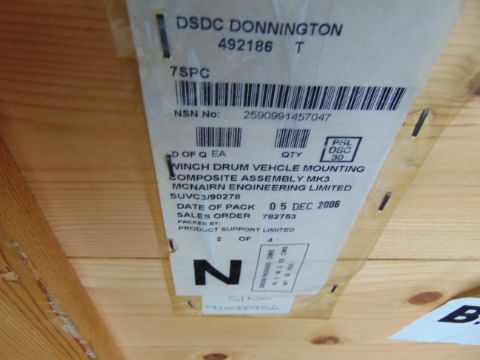 DSDC DONNINGTON
492186 T
7SPC
NSN No: 2590991457047
D OF Q EA QTY
PSL
DSC
30
WINCH DRUM VEHCLE MOUNTING
COMPOSITE ASSEMBLY MK3
MCNAIRN ENGINEERING LIMITED
SUVC3/90278
DATE OF PACK 05 DEC 2006
SALES ORDER 782753
PACKED BY:
PRODUCT SUPPORT LIMITED
2 OF 4
N
S/NO
B